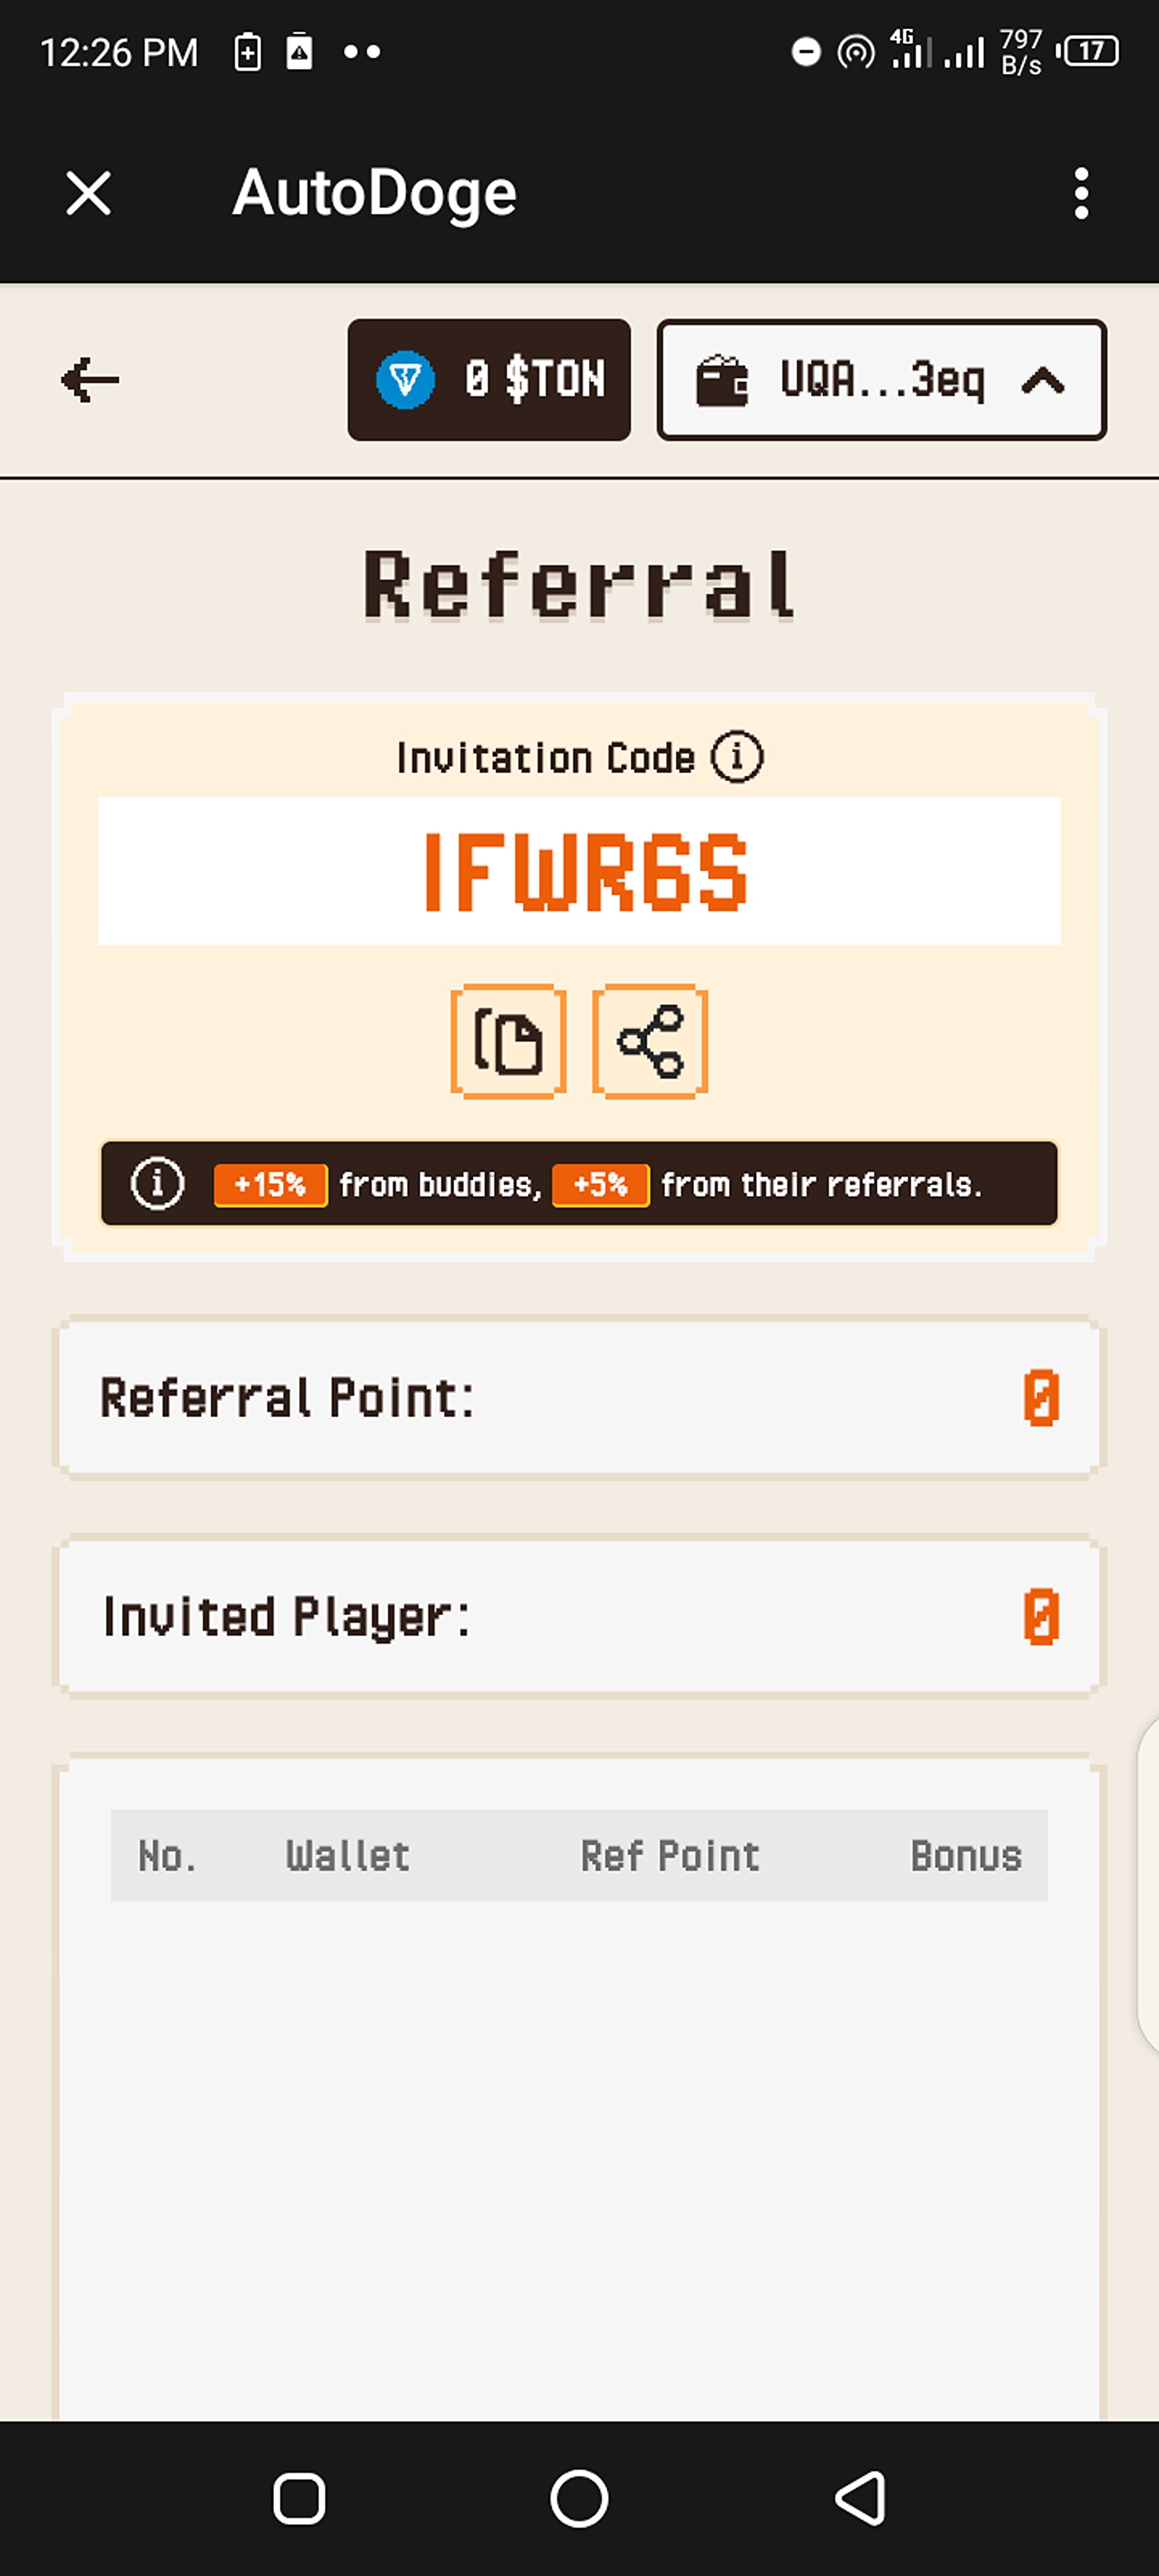 12:26 PM 4G 797 B/s 17
AutoDoge
0 $TON UQA...3eq
Referral
Invitation Code
IFWR6S
+15% from buddies, +5% from their referrals.
Referral Point: 0
Invited Player: 0
No. Wallet Ref Point Bonus